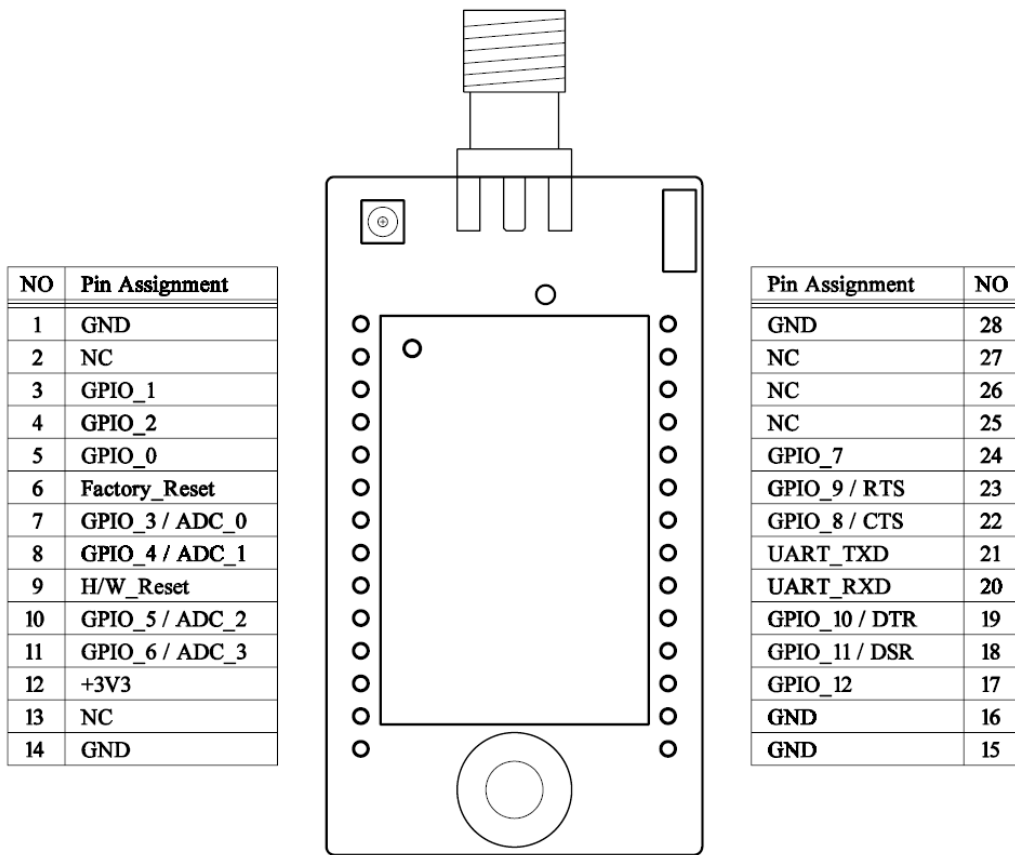 NO Pin Assignment
1 GND
2 NC
3 GPIO_1
4 GPIO_2
5 GPIO_0
6 Factory_Reset
7 GPIO_3 / ADC_0
8 GPIO_4 / ADC_1
9 H/W_Reset
10 GPIO_5 / ADC_2
11 GPIO_6 / ADC_3
12 +3V3
13 NC
14 GND
Pin Assignment NO
GND 28
NC 27
NC 26
NC 25
GPIO_7 24
GPIO_9 / RTS 23
GPIO_8 / CTS 22
UART_TXD 21
UART_RXD 20
GPIO_10 / DTR 19
GPIO_11 / DSR 18
GPIO_12 17
GND 16
GND 15